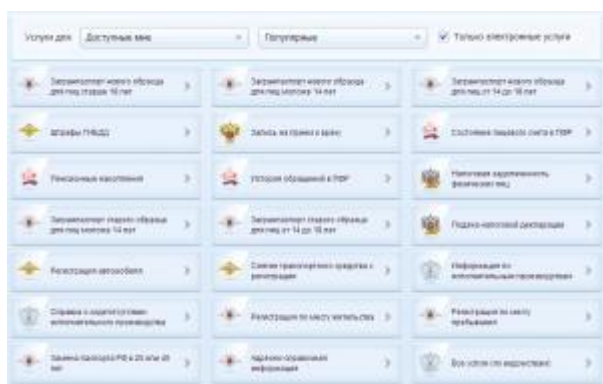 Услуги для: Доступные мне Популярные Только электронные услуги
Загранпаспорт нового образца
для лиц старше 18 лет
Загранпаспорт нового образца
для лиц моложе 14 лет
Загранпаспорт нового образца
для лиц от 14 до 18 лет
Штрафы ГИБДД
Запись на прием к врачу
Состояние лицевого счета в ПФР
Пенсионные накопления
История обращений в ПФР
Налоговая задолженность
физических лиц
Загранпаспорт старого образца
для лиц моложе 14 лет
Загранпаспорт старого образца
для лиц от 14 до 18 лет
Подача налоговой декларации
Регистрация автомобиля
Снятие транспортного средства с
регистрации
Информация по
исполнительным производствам
Справка о
исполнительного производства
Регистрация по месту жительства
Регистрация по месту
пребывания
Замена паспорта РФ в 20 или 45
лет
Адресно-справочная
информация
Все услуги (по ведомствам)